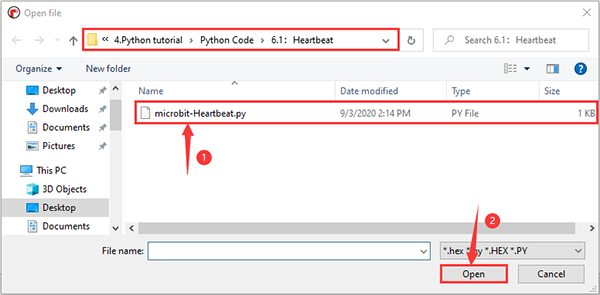 Open file
« 4.Python tutorial > Python Code > 6.1: Heartbeat
Search 6.1: Heartbeat
Organize
New folder
Name
Date modified
Type
Size
microbit-Heartbeat.py
9/3/2020 2:14 PM
PY File
1 KB
Desktop
Downloads
Documents
Pictures
This PC
3D Objects
Desktop
Documents
1
2
File name:
*.hex *.py *.HEX *.PY
Open
Cancel